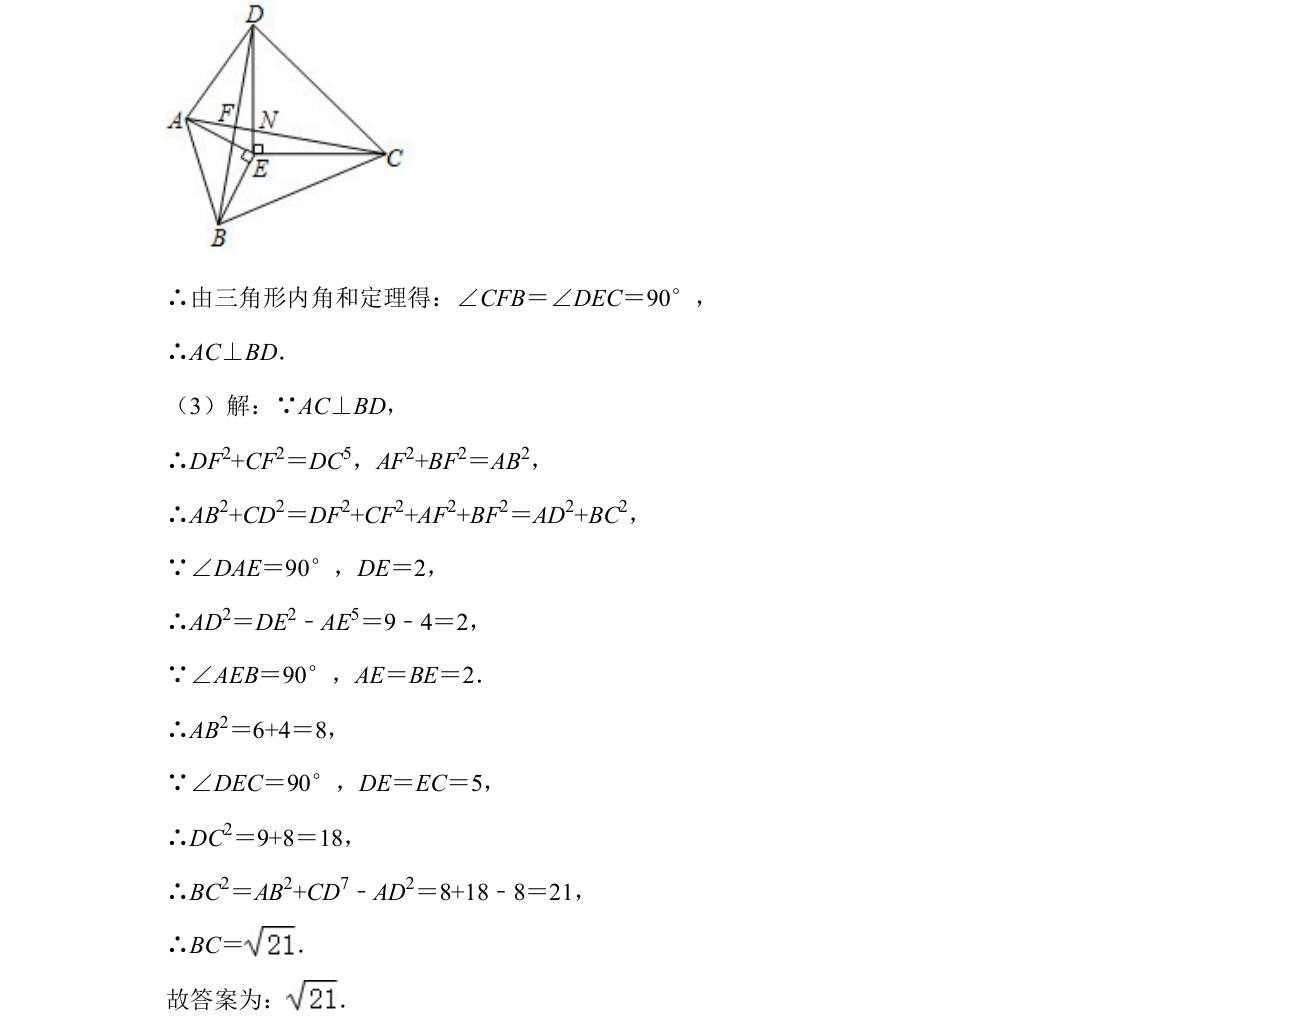 D
A F N
E C
B
∴由三角形内角和定理得：∠CFB＝∠DEC＝90°，
∴AC⊥BD．
（3）解：∵AC⊥BD，
∴DF²+CF²＝DC⁵，AF²+BF²＝AB²，
∴AB²+CD²＝DF²+CF²+AF²+BF²＝AD²+BC²，
∵∠DAE＝90°，DE＝2，
∴AD²＝DE²﹣AE⁵＝9﹣4＝2，
∵∠AEB＝90°，AE＝BE＝2．
∴AB²＝6+4＝8，
∵∠DEC＝90°，DE＝EC＝5，
∴DC²＝9+8＝18，
∴BC²＝AB²+CD⁷﹣AD²＝8+18﹣8＝21，
∴BC＝√21．
故答案为：√21．